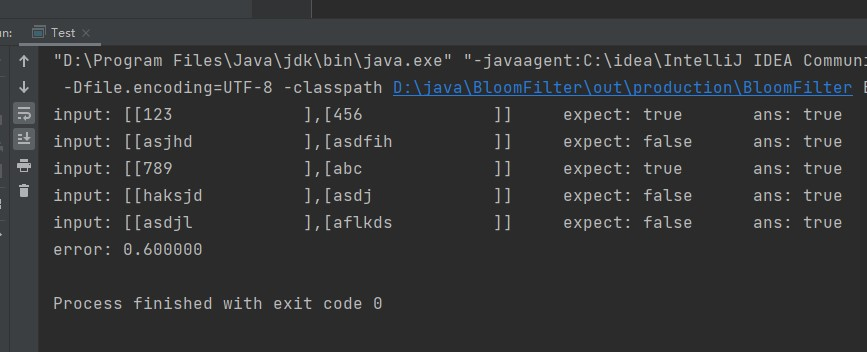 un: Test
"D:\Program Files\Java\jdk\bin\java.exe" "-javaagent:C:\idea\IntelliJ IDEA Communi
-Dfile.encoding=UTF-8 -classpath D:\java\BloomFilter\out\production\BloomFilter
input: [[123 ],[456 ]] expect: true ans: true
input: [[asjhd ],[asdfih ]] expect: false ans: true
input: [[789 ],[abc ]] expect: true ans: true
input: [[haksjd ],[asdj ]] expect: false ans: true
input: [[asdjl ],[aflkds ]] expect: false ans: true
error: 0.600000
Process finished with exit code 0